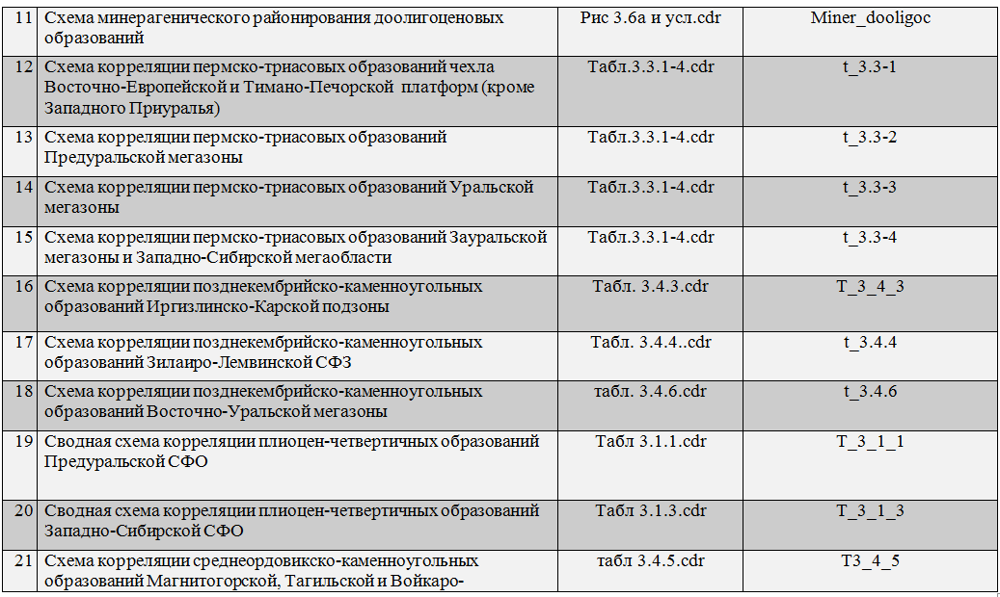 11 Схема минерагенического районирования доолигоценовых Рис 3.6а и усл.cdr Miner_dooligoc
образований
12 Схема корреляции пермско-триасовых образований чехла Табл.3.3.1-4.cdr t_3.3-1
Восточно-Европейской и Тимано-Печорской платформ (кроме
Западного Приуралья)
13 Схема корреляции пермско-триасовых образований Табл.3.3.1-4.cdr t_3.3-2
Предуральской мегазоны
14 Схема корреляции пермско-триасовых образований Уральской Табл.3.3.1-4.cdr t_3.3-3
мегазоны
15 Схема корреляции пермско-триасовых образований Зауральской Табл.3.3.1-4.cdr t_3.3-4
мегазоны и Западно-Сибирской мегаобласти
16 Схема корреляции позднекембрийско-каменноугольных Табл. 3.4.3.cdr T_3_4_3
образований Иргизлинско-Карской подзоны
17 Схема корреляции позднекембрийско-каменноугольных Табл. 3.4.4..cdr t_3.4.4
образований Зилаиро-Лемвинской СФЗ
18 Схема корреляции позднекембрийско-каменноугольных табл. 3.4.6.cdr t_3.4.6
образований Восточно-Уральской мегазоны
19 Сводная схема корреляции плиоцен-четвертичных образований Табл 3.1.1.cdr T_3_1_1
Предуральской СФО
20 Сводная схема корреляции плиоцен-четвертичных образований Табл 3.1.3.cdr T_3_1_3
Западно-Сибирской СФО
21 Схема корреляции среднеордовикско-каменноугольных табл 3.4.5.cdr T3_4_5
образований Магнитогорской, Тагильской и Войкаро-